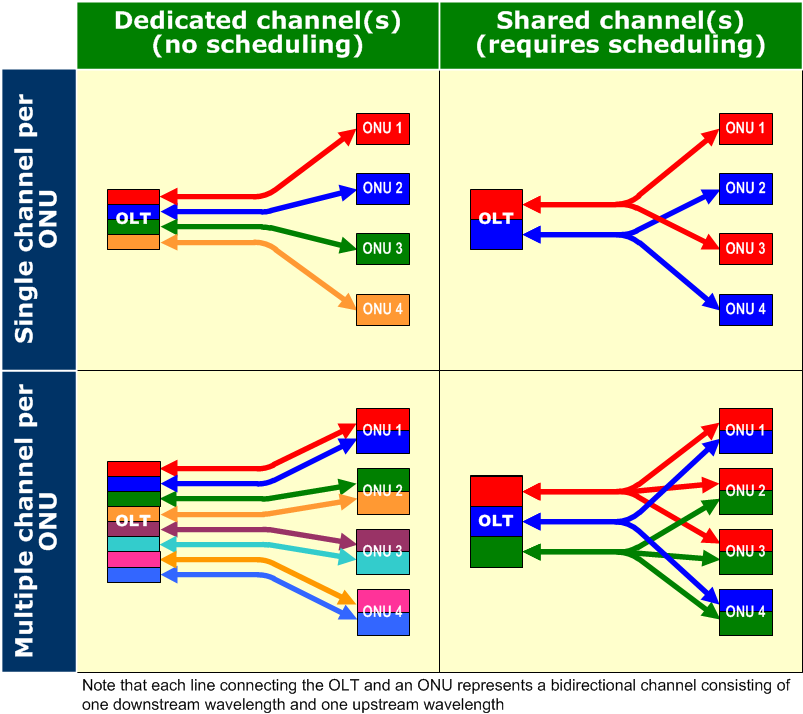 Dedicated channel(s)
(no scheduling)
Shared channel(s)
(requires scheduling)
Single channel per
ONU
OLT
ONU 1
ONU 2
ONU 3
ONU 4
OLT
ONU 1
ONU 2
ONU 3
ONU 4
Multiple channel per
ONU
OLT
ONU 1
ONU 2
ONU 3
ONU 4
OLT
ONU 1
ONU 2
ONU 3
ONU 4
Note that each line connecting the OLT and an ONU represents a bidirectional channel consisting of
one downstream wavelength and one upstream wavelength